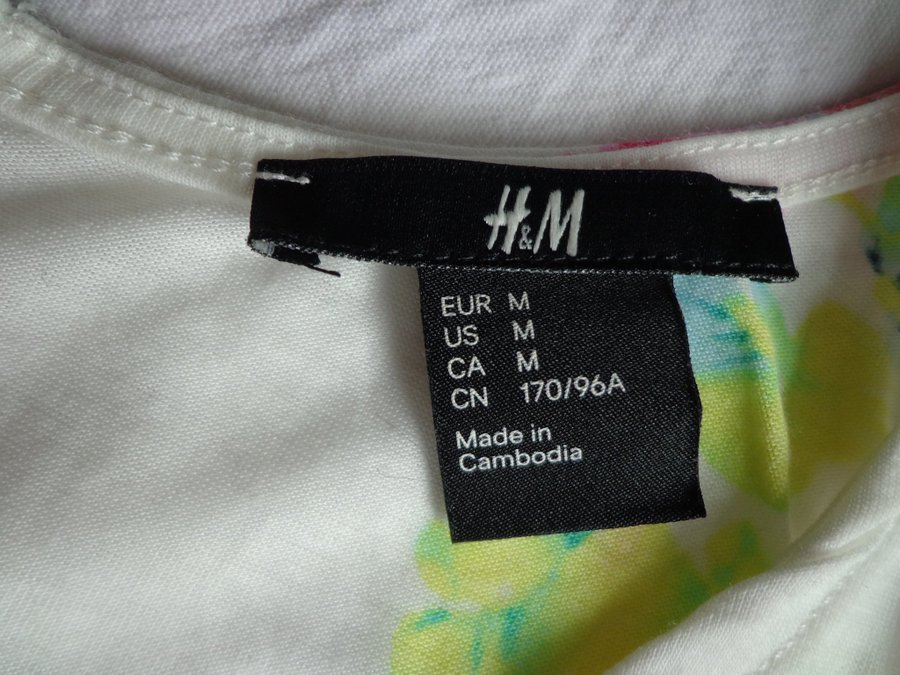 H&M
EUR M
US M
CA M
CN 170/96A
Made in
Cambodia